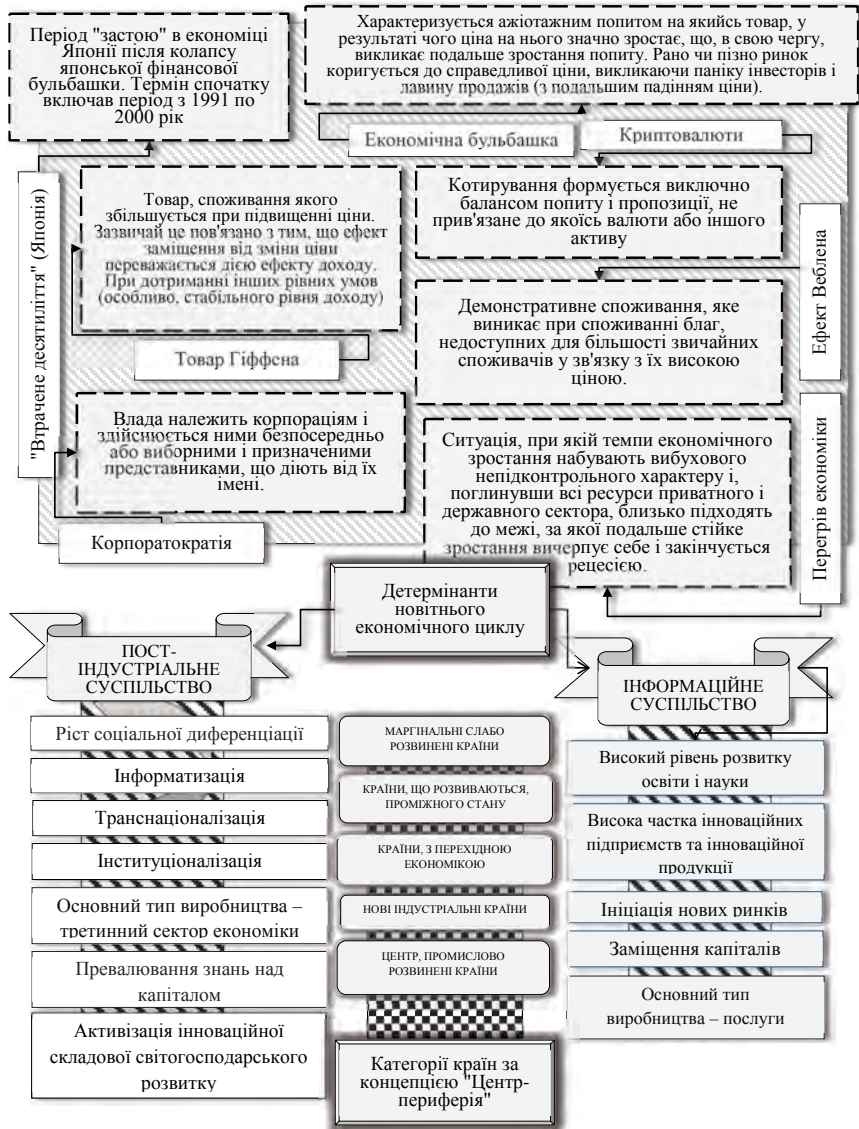 Період "застою" в економіці
Японії після колапсу
японської фінансової
бульбашки. Термін спочатку
включав період з 1991 по
2000 рік
Характеризується ажіотажним попитом на якийсь товар, у
результаті чого ціна на нього значно зростає, що, в свою чергу,
викликає подальше зростання попиту. Рано чи пізно ринок
коригується до справедливої ціни, викликаючи паніку інвесторів і
лавину продажів (з подальшим падінням ціни).
Економічна бульбашка
Криптовалюти
"Втрачене десятиліття" (Японія)
Товар, споживання якого
збільшується при підвищенні ціни.
Зазвичай це пов'язано з тим, що ефект
заміщення від зміни ціни
переважається дією ефекту доходу.
При дотриманні інших рівних умов
(особливо, стабільного рівня доходу)
Товар Гіффена
Котирування формується виключно
балансом попиту і пропозиції, не
прив'язане до якоїсь валюти або іншого
активу
Ефект Веблена
Демонстративне споживання, яке
виникає при споживанні благ,
недоступних для більшості звичайних
споживачів у зв'язку з їх високою
ціною.
Влада належить корпораціям і
здійснюється ними безпосередньо
або виборними і призначеними
представниками, що діють від їх
імені.
Корпоратократія
Ситуація, при якій темпи економічного
зростання набувають вибухового
непідконтрольного характеру і,
поглинувши всі ресурси приватного і
державного сектора, близько підходять
до межі, за якої подальше стійке
зростання вичерпує себе і закінчується
рецесією.
Перегрів економіки
Детермінанти
новітнього
економічного циклу
ПОСТ-
ІНДУСТРІАЛЬНЕ
СУСПІЛЬСТВО
Ріст соціальної диференціації
Інформатизація
Транснаціоналізація
Інституціоналізація
Основний тип виробництва –
третинний сектор економіки
Превалювання знань над
капіталом
Активізація інноваційної
складової світогосподарського
розвитку
МАРГІНАЛЬНІ СЛАБО
РОЗВИНЕНІ КРАЇНИ
КРАЇНИ, ЩО РОЗВИВАЮТЬСЯ,
ПРОМІЖНОГО СТАНУ
КРАЇНИ, З ПЕРЕХІДНОЮ
ЕКОНОМІКОЮ
НОВІ ІНДУСТРІАЛЬНІ КРАЇНИ
ЦЕНТР, ПРОМИСЛОВО
РОЗВИНЕНІ КРАЇНИ
Категорії країн за
концепцією "Центр-
периферія"
ІНФОРМАЦІЙНЕ
СУСПІЛЬСТВО
Високий рівень розвитку
освіти і науки
Висока частка інноваційних
підприємств та інноваційної
продукції
Ініціація нових ринків
Заміщення капіталів
Основний тип
виробництва – послуги